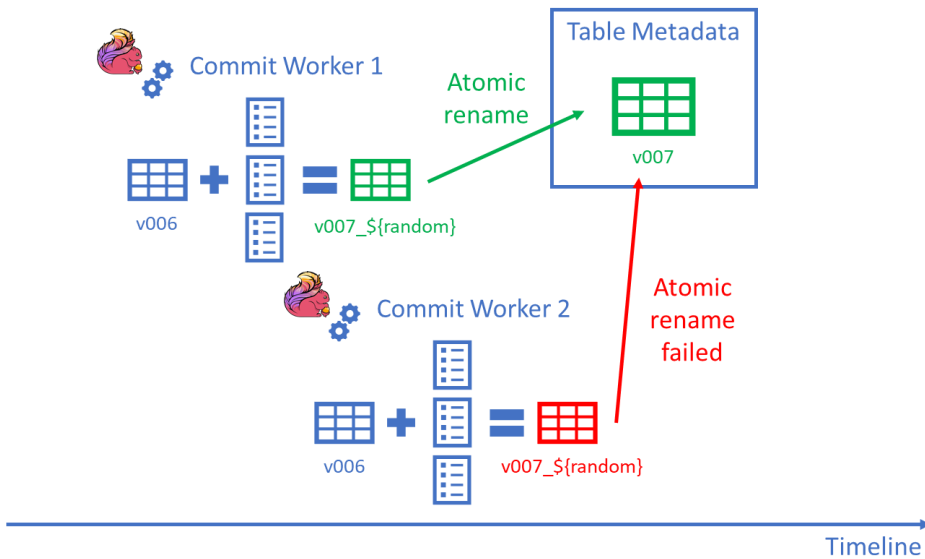 Table Metadata
Commit Worker 1
Atomic
rename
v007
v006
v007_${random}
Commit Worker 2
Atomic
rename
failed
v006
v007_${random}
Timeline